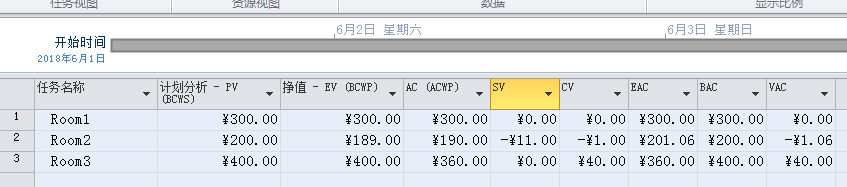 任务视图 资源视图 数据 显示比例
6月2日 星期六 6月3日 星期日
开始时间
2018年6月1日
任务名称 计划分析 - PV (BCWS) 挣值 - EV (BCWP) AC (ACWP) SV CV EAC BAC VAC
1 Room1 ¥300.00 ¥300.00 ¥300.00 ¥0.00 ¥0.00 ¥300.00 ¥300.00 ¥0.00
2 Room2 ¥200.00 ¥189.00 ¥190.00 -¥11.00 -¥1.00 ¥201.06 ¥200.00 -¥1.06
3 Room3 ¥400.00 ¥400.00 ¥360.00 ¥0.00 ¥40.00 ¥360.00 ¥400.00 ¥40.00